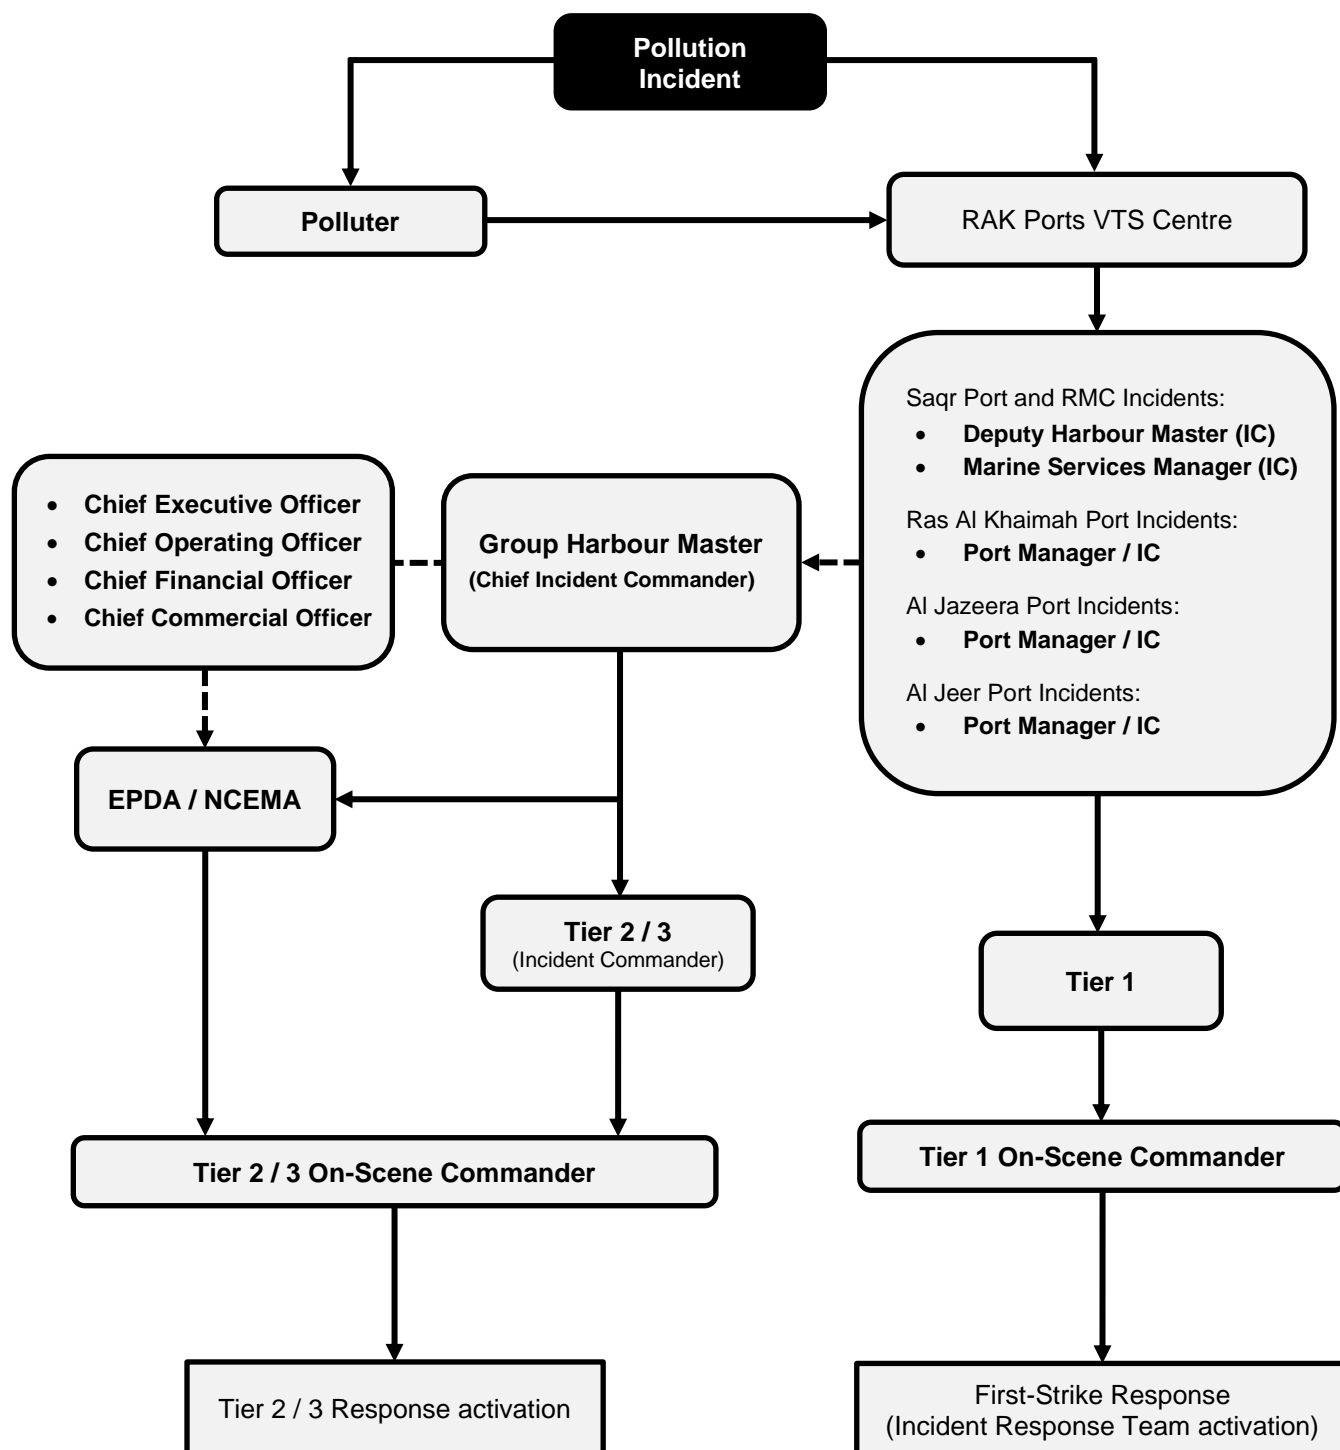 Pollution
Incident
Polluter
RAK Ports VTS Centre
Saqr Port and RMC Incidents:
• Deputy Harbour Master (IC)
• Marine Services Manager (IC)
Ras Al Khaimah Port Incidents:
• Port Manager / IC
Al Jazeera Port Incidents:
• Port Manager / IC
Al Jeer Port Incidents:
• Port Manager / IC
Group Harbour Master
(Chief Incident Commander)
• Chief Executive Officer
• Chief Operating Officer
• Chief Financial Officer
• Chief Commercial Officer
EPDA / NCEMA
Tier 2 / 3
(Incident Commander)
Tier 1
Tier 2 / 3 On-Scene Commander
Tier 1 On-Scene Commander
Tier 2 / 3 Response activation
First-Strike Response
(Incident Response Team activation)